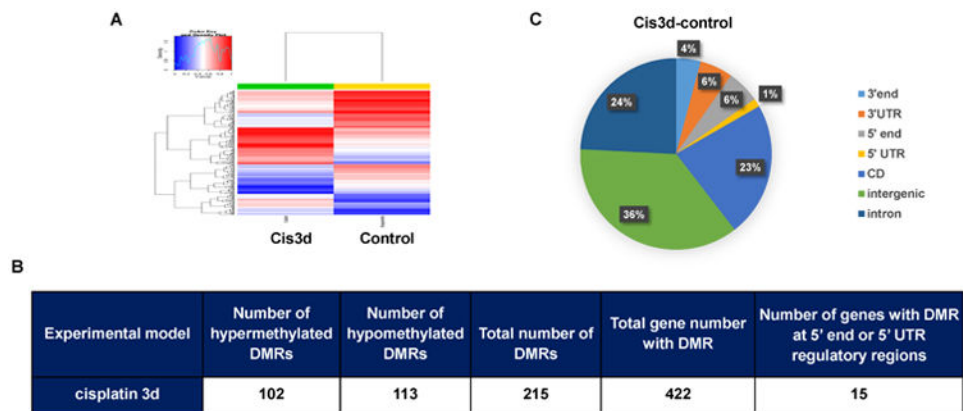 A
C
Cis3d-control
4%
6%
6%
1%
24%
23%
36%
3'end
3'UTR
5' end
5' UTR
CD
intergenic
intron
Cis3d
Control
B
Experimental model
Number of
hypermethylated
DMRs
Number of
hypomethylated
DMRs
Total number of
DMRs
Total gene number
with DMR
Number of genes with DMR
at 5' end or 5' UTR
regulatory regions
cisplatin 3d
102
113
215
422
15